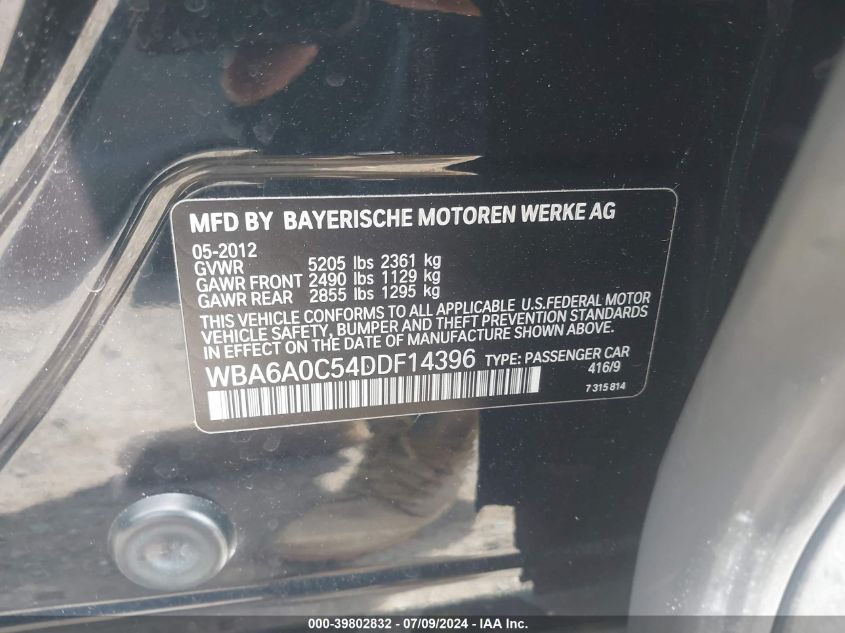 MFD BY BAYERISCHE MOTOREN WERKE AG
05-2012
GVWR 5205 lbs 2361 kg
GAWR FRONT 2490 lbs 1129 kg
GAWR REAR 2855 lbs 1295 kg
THIS VEHICLE CONFORMS TO ALL APPLICABLE U.S.FEDERAL MOTOR
VEHICLE SAFETY, BUMPER AND THEFT PREVENTION STANDARDS
IN EFFECT ON THE DATE OF MANUFACTURE SHOWN ABOVE.
WBA6A0C54DDF14396 TYPE: PASSENGER CAR
416/9
7 315 814
000-39802832 - 07/09/2024 - IAA Inc.